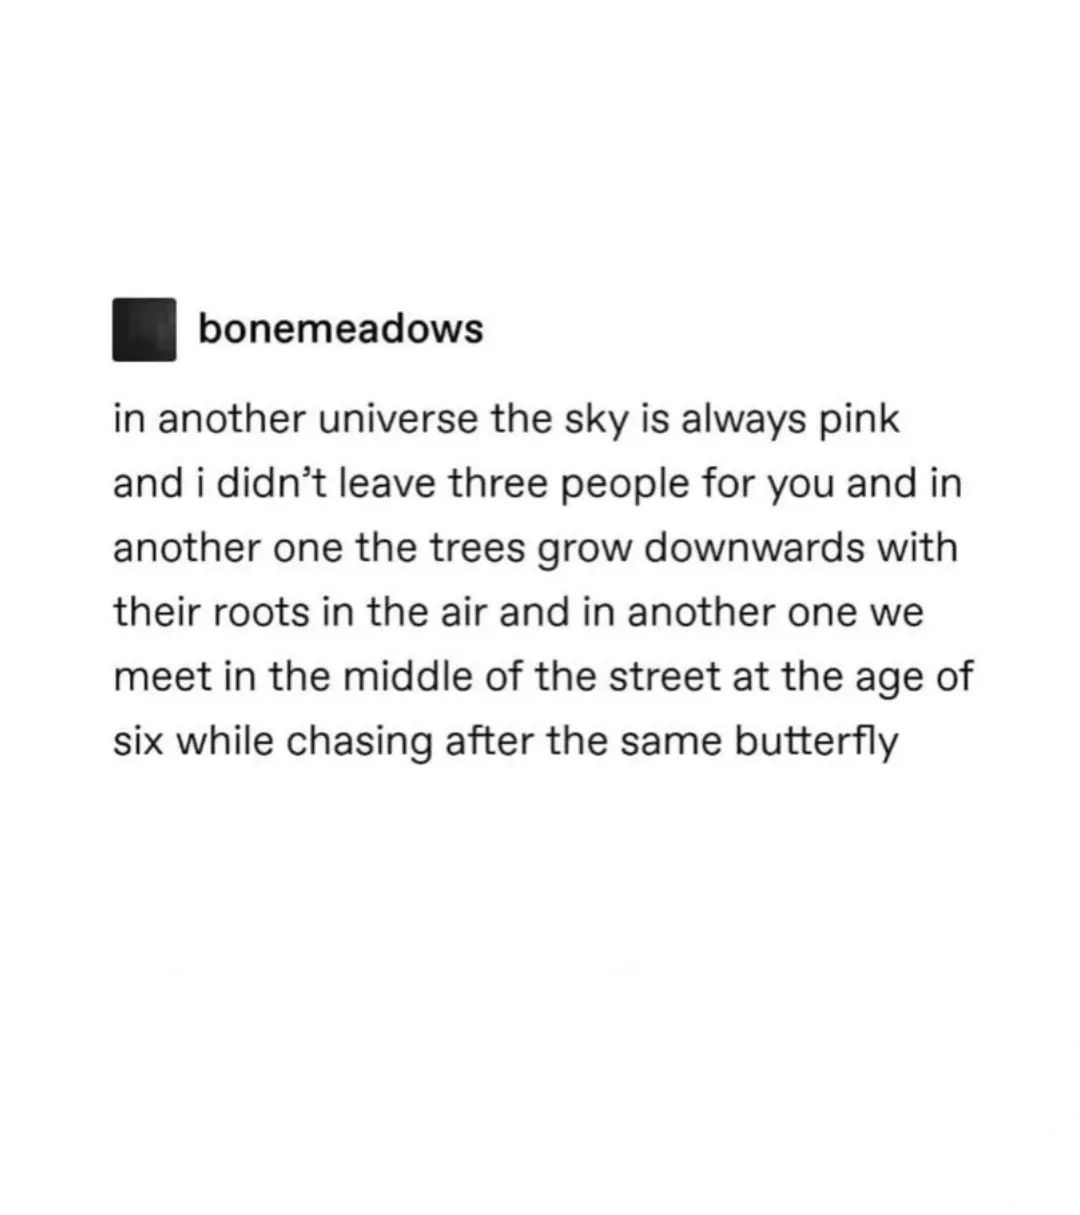 bonemeadows
in another universe the sky is always pink
and i didn’t leave three people for you and in
another one the trees grow downwards with
their roots in the air and in another one we
meet in the middle of the street at the age of
six while chasing after the same butterfly